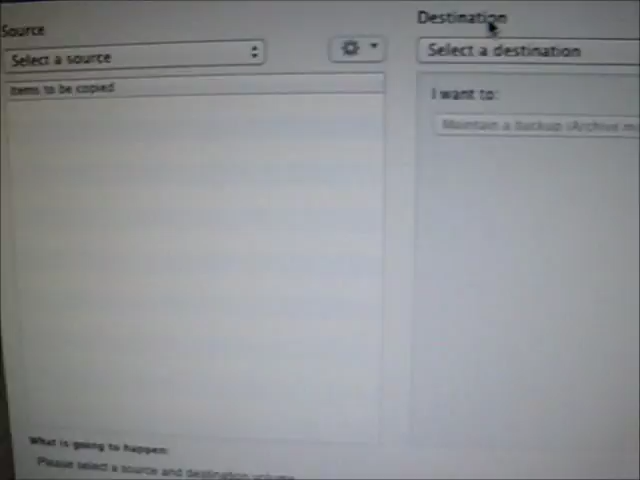 Source
Select a source
Items to be copied
Destination
Select a destination
I want to:
Maintain a backup (Archive m
What is going to happen:
Please select a source and destination volume